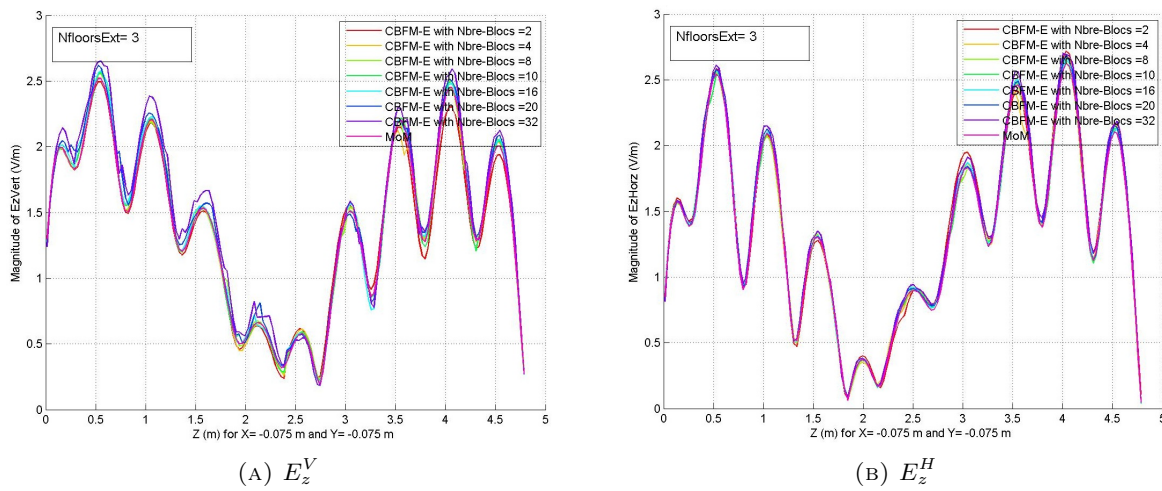 NfloorsExt= 3
CBFM-E with Nbre-Blocs =2
CBFM-E with Nbre-Blocs =4
CBFM-E with Nbre-Blocs =8
CBFM-E with Nbre-Blocs =10
CBFM-E with Nbre-Blocs =16
CBFM-E with Nbre-Blocs =20
CBFM-E with Nbre-Blocs =32
MoM
Magnitude of EzVert (V/m)
3
2.5
2
1.5
1
0.5
0
0 0.5 1 1.5 2 2.5 3 3.5 4 4.5 5
Z (m) for X= -0.075 m and Y= -0.075 m
(A) E_z^V
NfloorsExt= 3
CBFM-E with Nbre-Blocs =2
CBFM-E with Nbre-Blocs =4
CBFM-E with Nbre-Blocs =8
CBFM-E with Nbre-Blocs =10
CBFM-E with Nbre-Blocs =16
CBFM-E with Nbre-Blocs =20
CBFM-E with Nbre-Blocs =32
MoM
Magnitude of EzHorz (V/m)
3
2.5
2
1.5
1
0.5
0
0 0.5 1 1.5 2 2.5 3 3.5 4 4.5 5
Z (m) for X= -0.075 m and Y= -0.075 m
(B) E_z^H